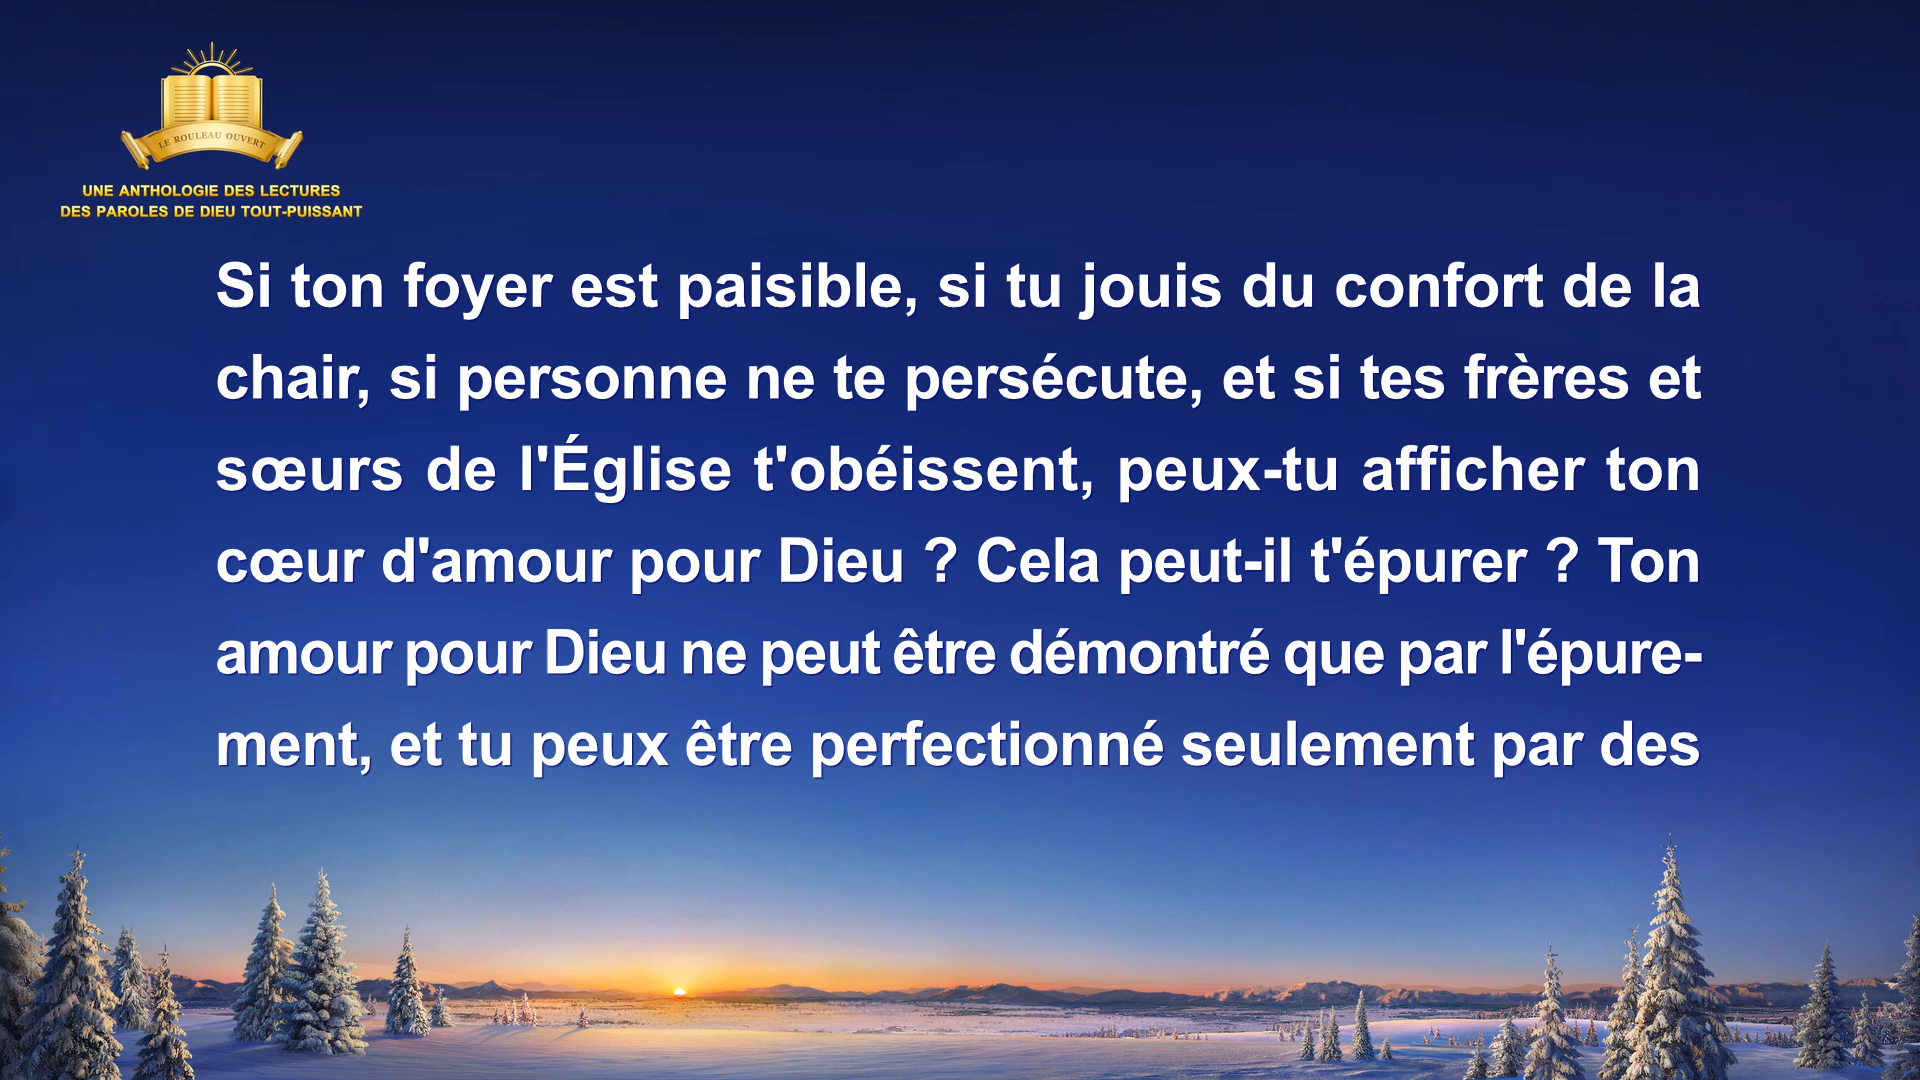 LE ROULEAU OUVERT
UNE ANTHOLOGIE DES LECTURES
DES PAROLES DE DIEU TOUT-PUISSANT
Si ton foyer est paisible, si tu jouis du confort de la
chair, si personne ne te persécute, et si tes frères et
sœurs de l'Église t'obéissent, peux-tu afficher ton
cœur d'amour pour Dieu ? Cela peut-il t'épurer ? Ton
amour pour Dieu ne peut être démontré que par l'épure-
ment, et tu peux être perfectionné seulement par des